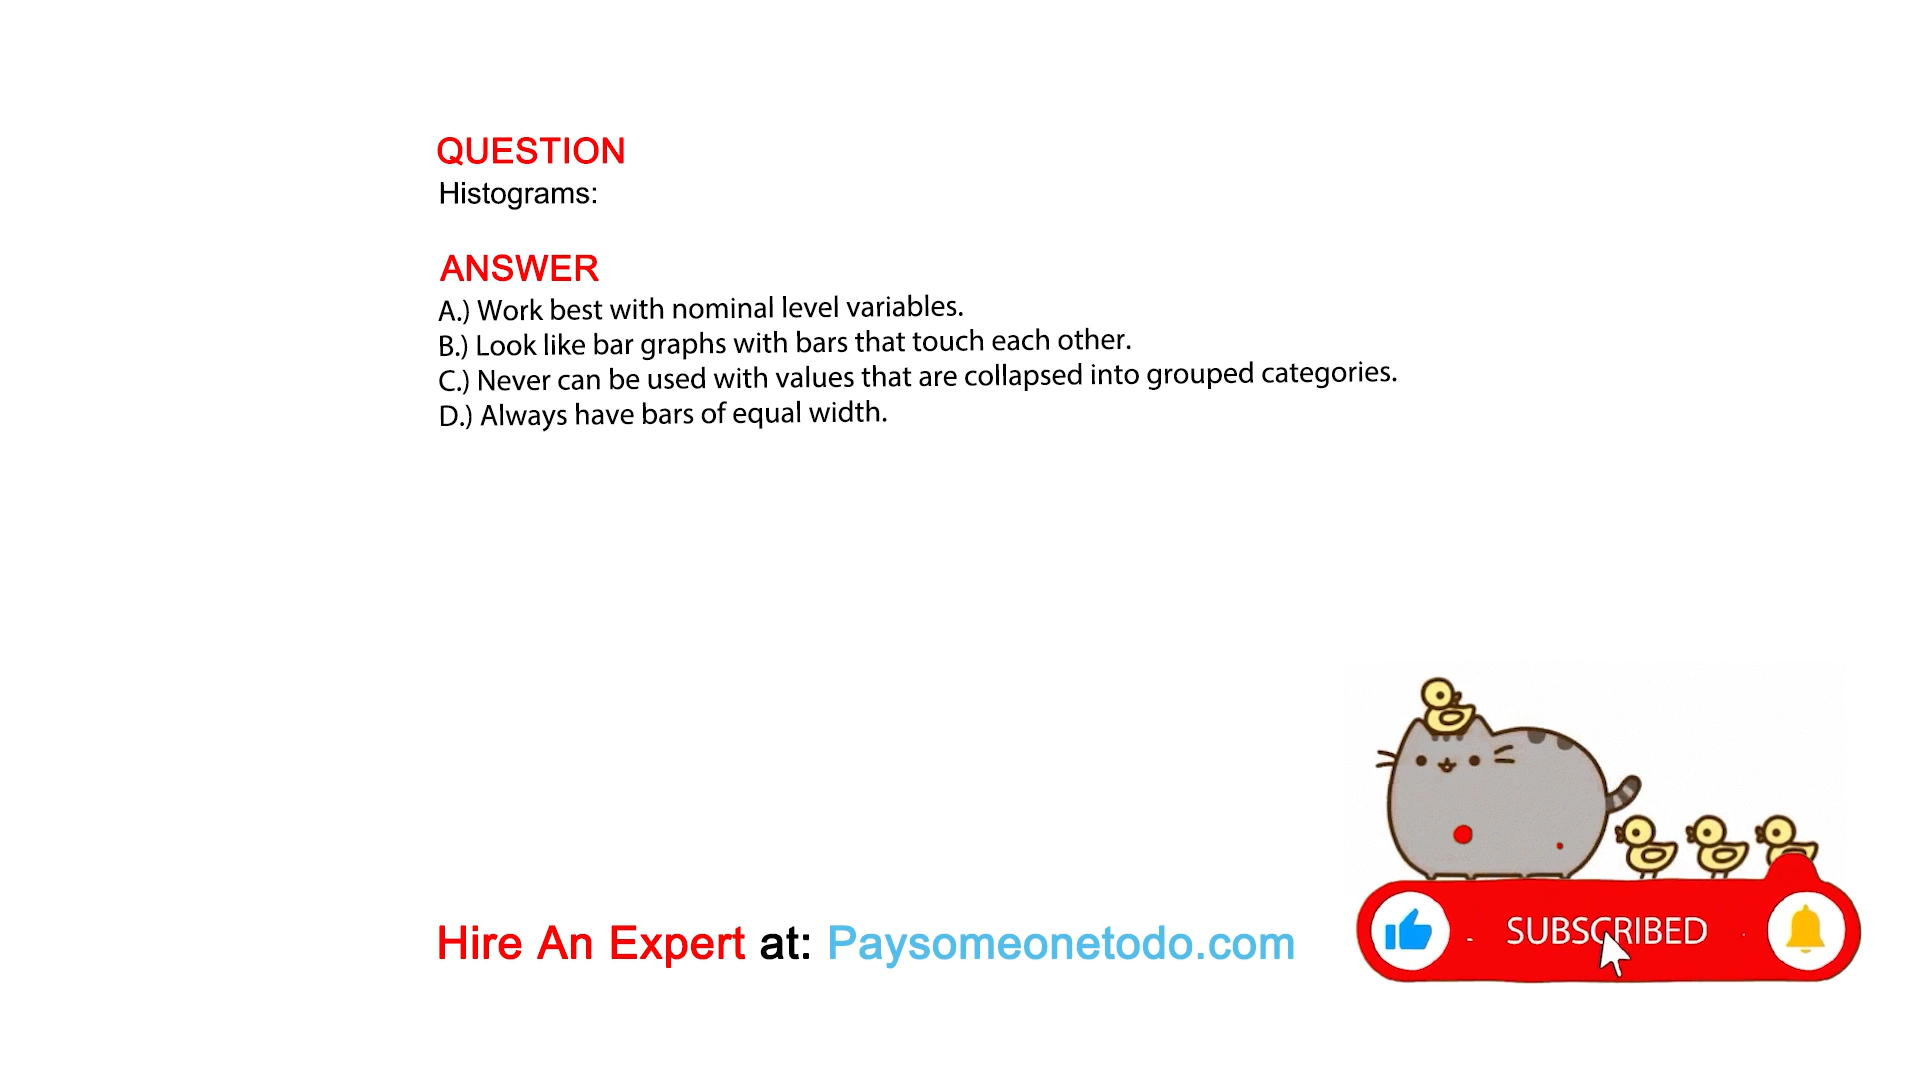 QUESTION
Histograms:
ANSWER
A.) Work best with nominal level variables.
B.) Look like bar graphs with bars that touch each other.
C.) Never can be used with values that are collapsed into grouped categories.
D.) Always have bars of equal width.
Hire An Expert at: Paysomeonetodo.com
SUBSCRIBED